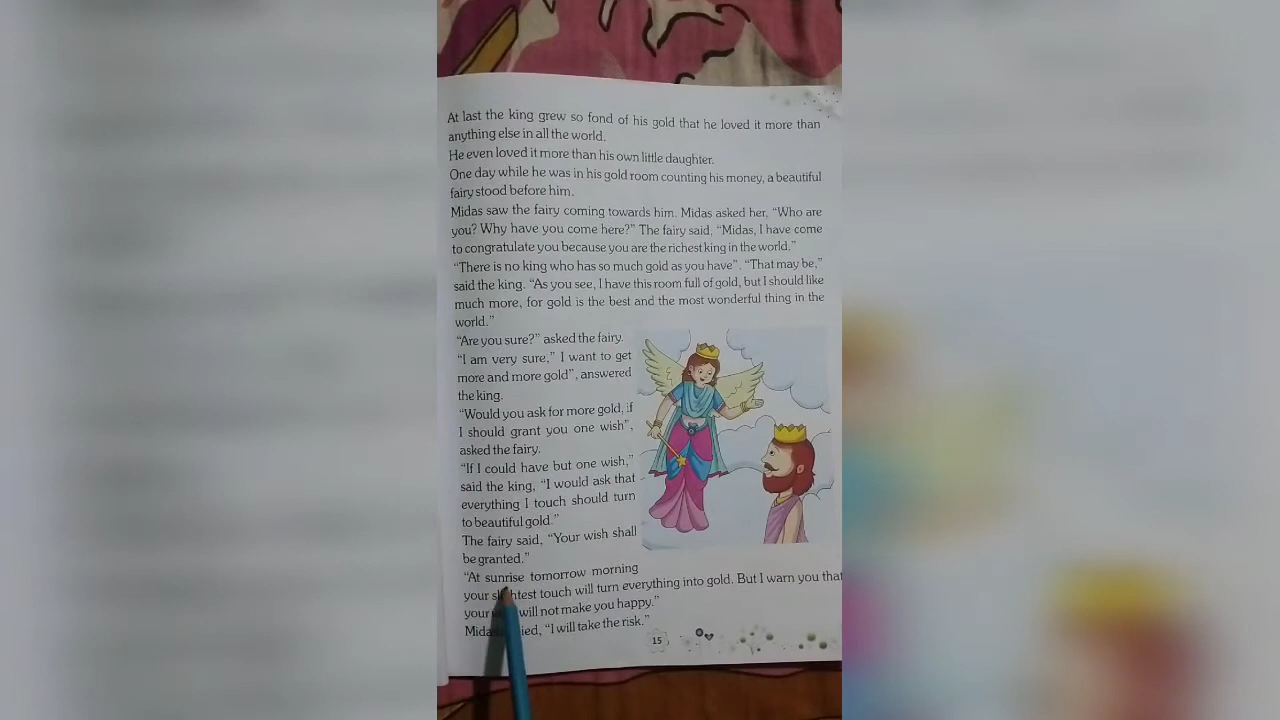 At last the king grew so fond of his gold that he loved it more than
anything else in all the world.
He even loved it more than his own little daughter.
One day while he was in his gold room counting his money, a beautiful
fairy stood before him.
Midas saw the fairy coming towards him. Midas asked her, “Who are
you? Why have you come here?” The fairy said, “Midas, I have come
to congratulate you because you are the richest king in the world.”
“There is no king who has so much gold as you have”. “That may be,”
said the king. “As you see, I have this room full of gold, but I should like
much more, for gold is the best and the most wonderful thing in the
world.”
“Are you sure?” asked the fairy.
“I am very sure,” I want to get
more and more gold”, answered
the king.
“Would you ask for more gold, if
I should grant you one wish”,
asked the fairy.
“If I could have but one wish,”
said the king, “I would ask that
everything I touch should turn
to beautiful gold.”
The fairy said, “Your wish shall
be granted.”
“At sunrise tomorrow morning
your touch will turn everything into gold. But I warn you that
your will not make you happy.”
“I will take the risk.”
15